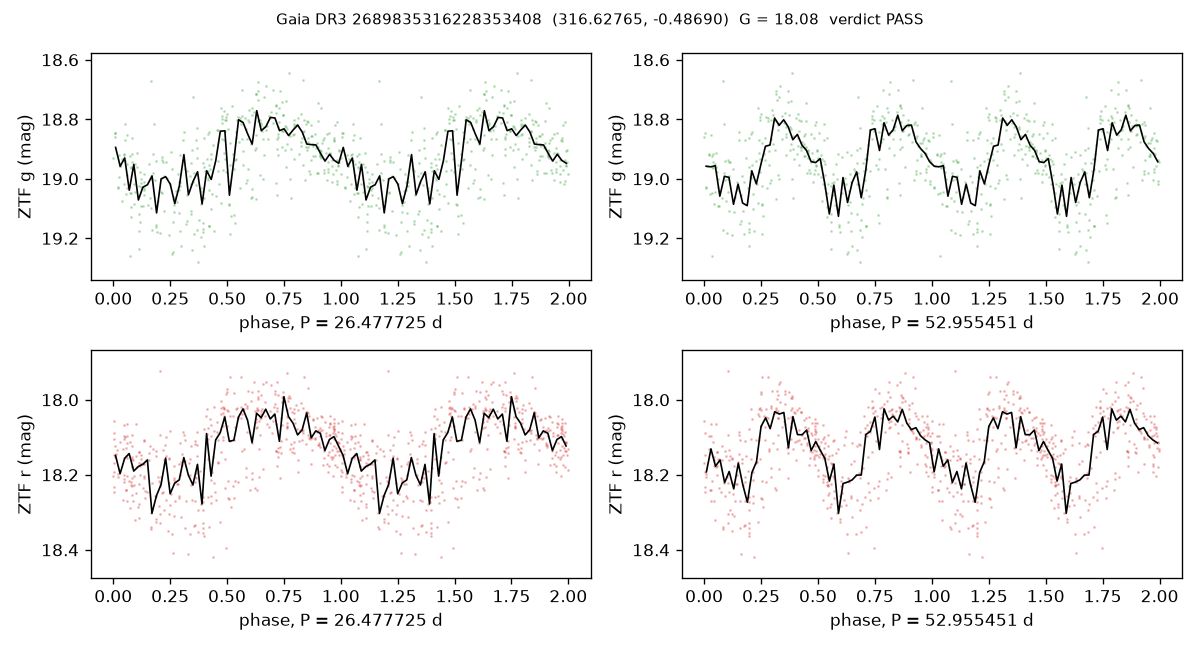 Gaia DR3 2689835316228353408  (316.62765, -0.48690)  G = 18.08  verdict PASS
ZTF g (mag)
18.6
18.8
19.0
19.2
0.00 0.25 0.50 0.75 1.00 1.25 1.50 1.75 2.00
phase, P = 26.477725 d
ZTF g (mag)
18.6
18.8
19.0
19.2
0.00 0.25 0.50 0.75 1.00 1.25 1.50 1.75 2.00
phase, P = 52.955451 d
ZTF r (mag)
18.0
18.2
18.4
0.00 0.25 0.50 0.75 1.00 1.25 1.50 1.75 2.00
phase, P = 26.477725 d
ZTF r (mag)
18.0
18.2
18.4
0.00 0.25 0.50 0.75 1.00 1.25 1.50 1.75 2.00
phase, P = 52.955451 d